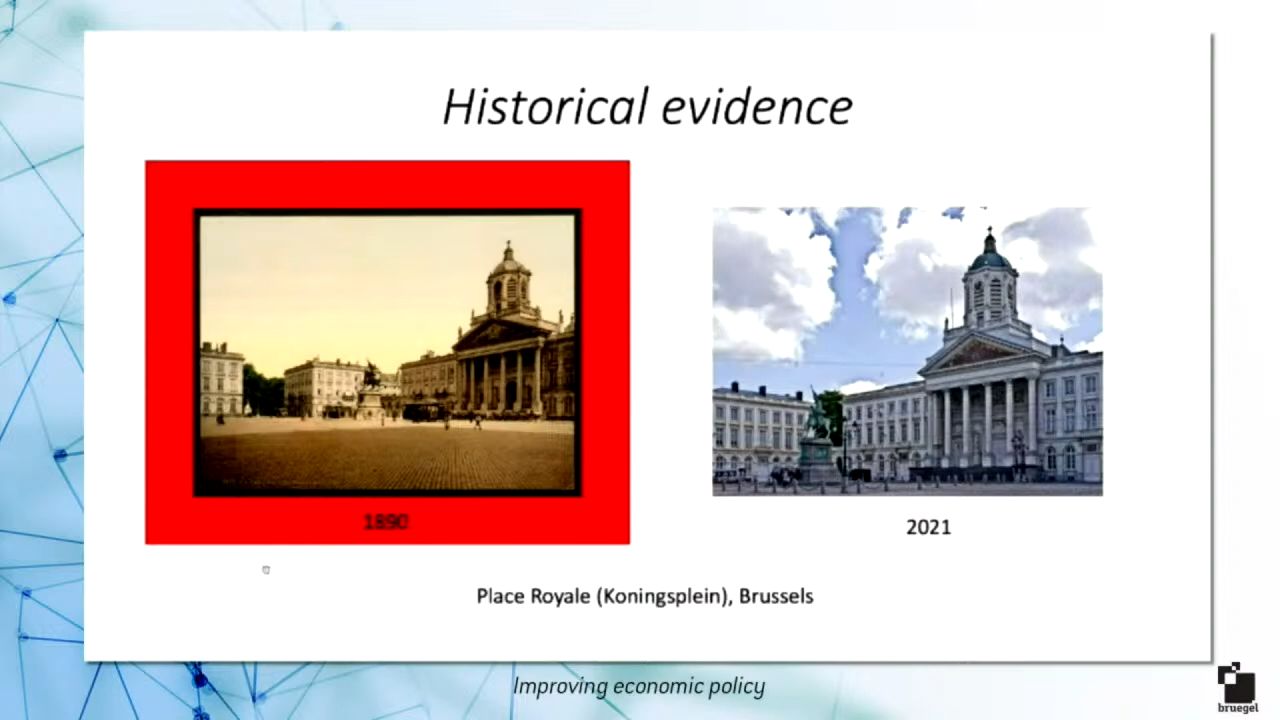 Historical evidence
1890
2021
Place Royale (Koningsplein), Brussels
Improving economic policy
bruegel